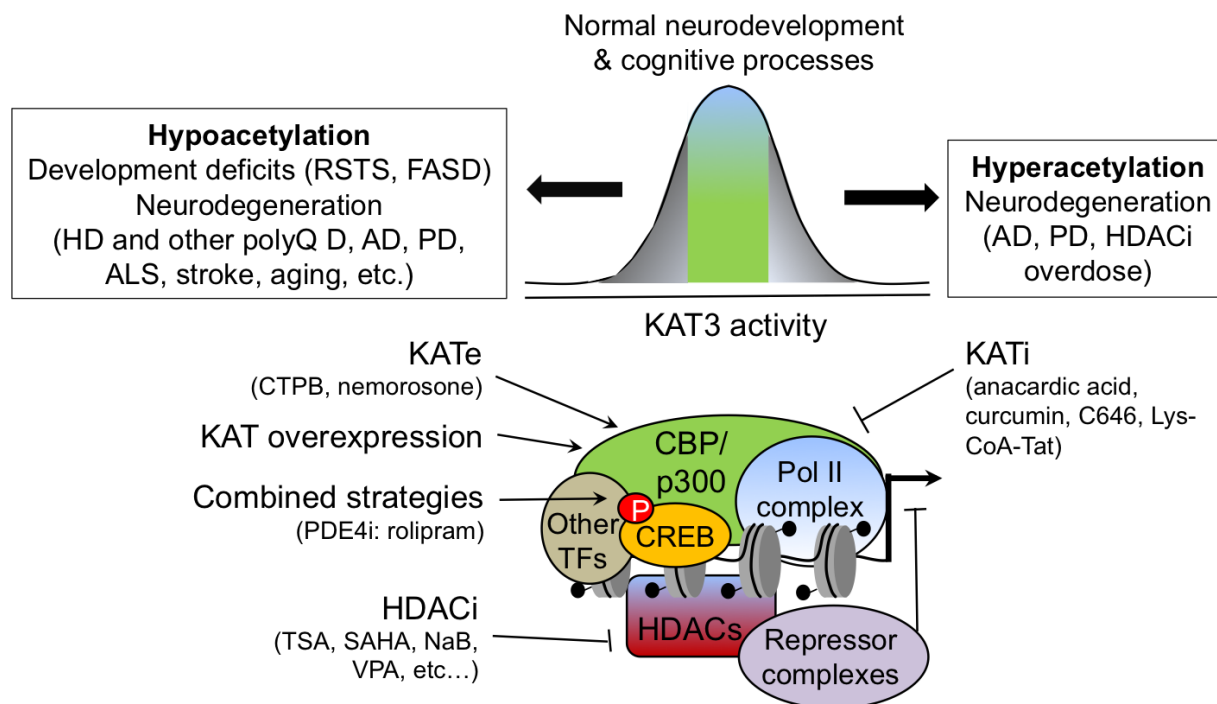 Normal neurodevelopment
& cognitive processes
Hypoacetylation
Development deficits (RSTS, FASD)
Neurodegeneration
(HD and other polyQ D, AD, PD,
ALS, stroke, aging, etc.)
Hyperacetylation
Neurodegeneration
(AD, PD, HDACi
overdose)
KAT3 activity
KATe
(CTPB, nemorosone)
KAT overexpression
Combined strategies
(PDE4i: rolipram)
HDACi
(TSA, SAHA, NaB,
VPA, etc…)
KATi
(anacardic acid,
curcumin, C646, Lys-
CoA-Tat)
CBP/
p300
Pol II
complex
P
CREB
Other
TFs
HDACs
Repressor
complexes